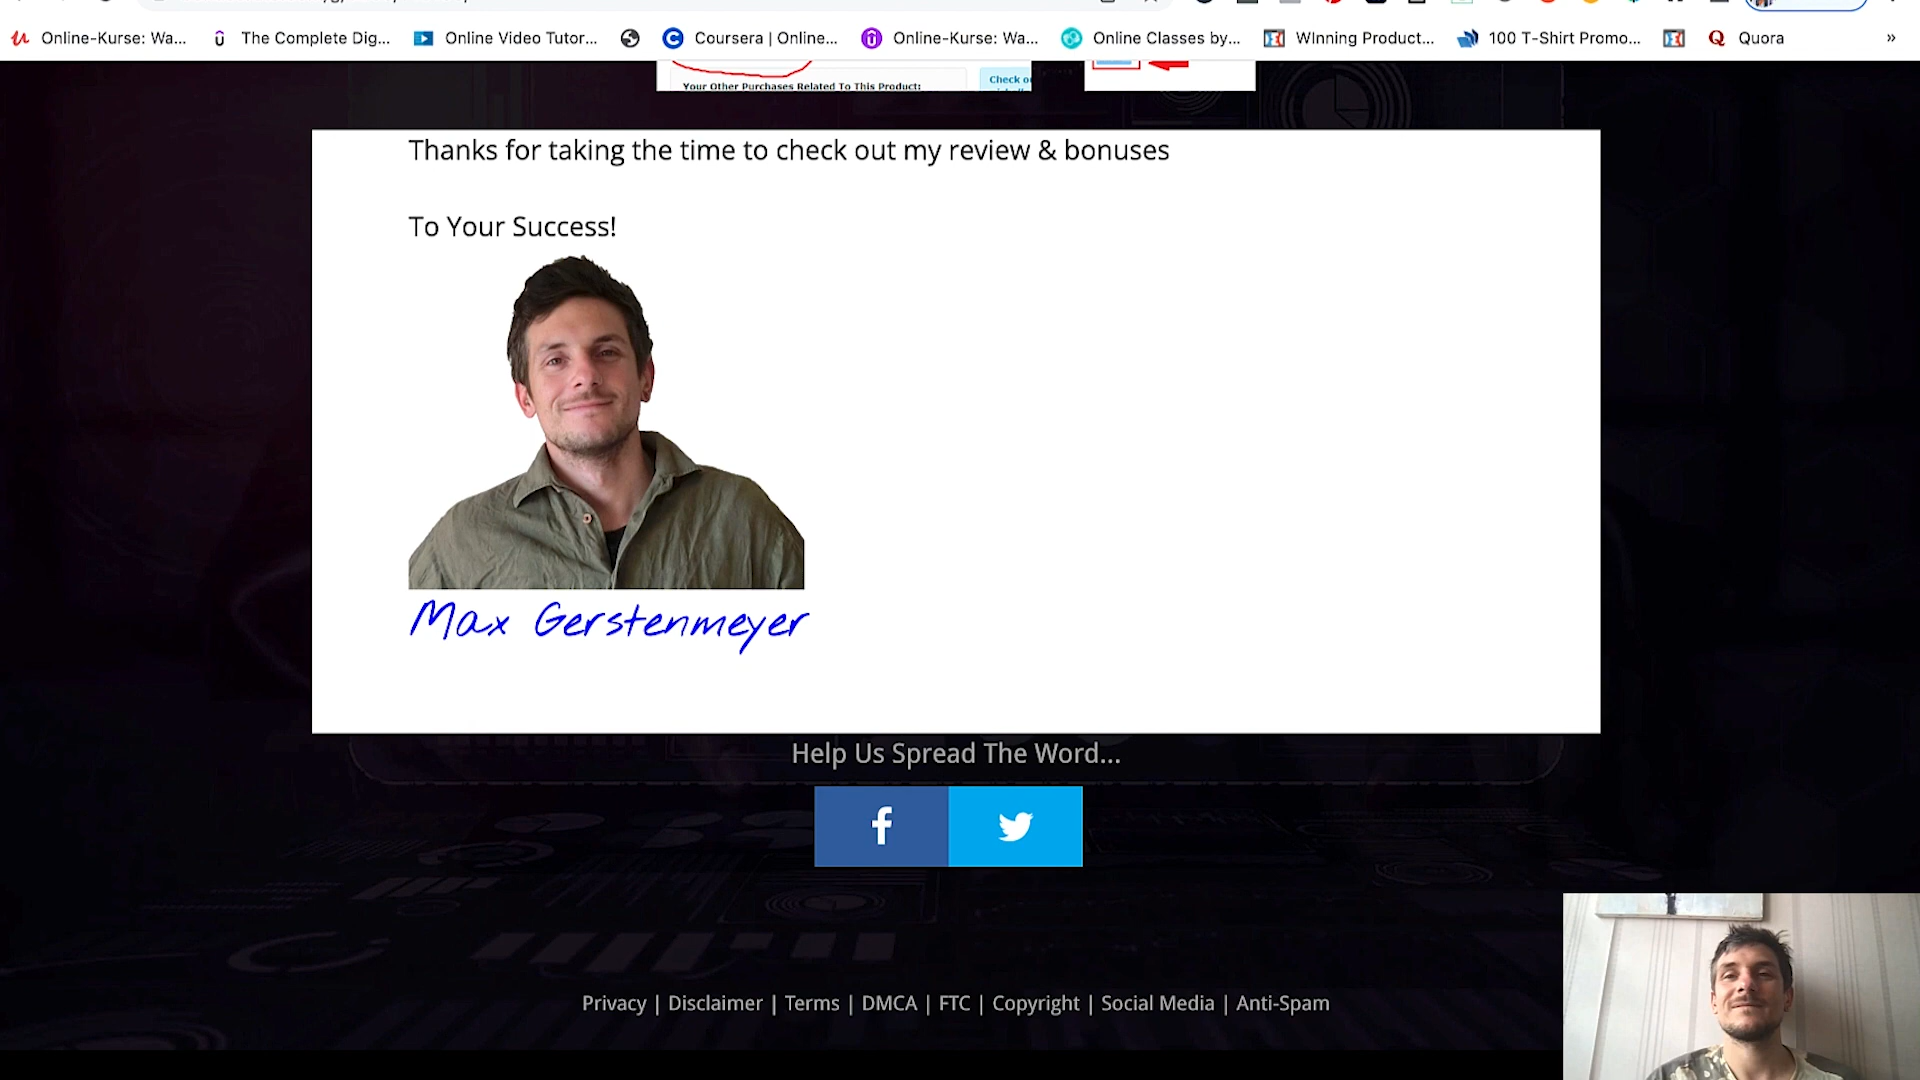 Online-Kurse: Wa... The Complete Dig... Online Video Tutor... Coursera | Online... Online-Kurse: Wa... Online Classes by... WInning Product... 100 T-Shirt Promo... Quora »
Your Other Purchases Related To This Product:
Check ou
Thanks for taking the time to check out my review & bonuses
To Your Success!
Max Gerstenmeyer
Help Us Spread The Word...
Privacy | Disclaimer | Terms | DMCA | FTC | Copyright | Social Media | Anti-Spam